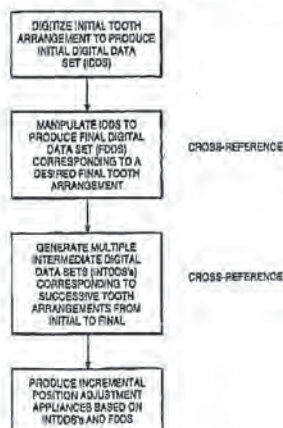 DIGITIZE INITIAL TOOTH
ARRANGEMENT TO PRODUCE
INITIAL DIGITAL DATA
SET (IDDS)
MANIPULATE IDDS TO
PRODUCE FINAL DIGITAL
DATA SET (FDDS)
CORRESPONDING TO A
DESIRED FINAL TOOTH
ARRANGEMENT
CROSS-REFERENCE
GENERATE MULTIPLE
INTERMEDIATE DIGITAL
DATA SETS (INTDDS's)
CORRESPONDING TO
SUCCESSIVE TOOTH
ARRANGEMENTS FROM
INITIAL TO FINAL
CROSS-REFERENCE
PRODUCE INCREMENTAL
POSITION ADJUSTMENT
APPLIANCES BASED ON
INTDDS's AND FDDS